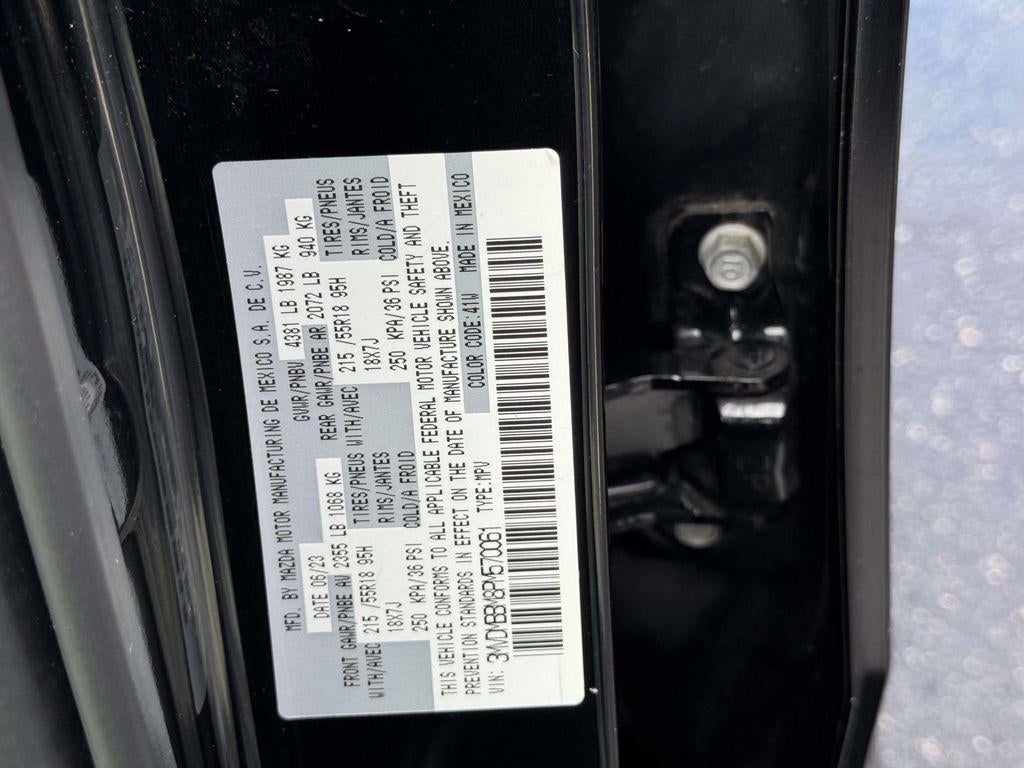 MFD. BY MAZDA MOTOR MANUFACTURING DE MEXICO S.A. DE C.V.
DATE 06/23 GVWR/PNBV 4381 LB 1987 KG
FRONT GAWR/PNBE AV 2355 LB 1068 KG REAR GAWR/PNBE AR 2072 LB 940 KG
WITH/AVEC 215 /55R18 95H TIRES/PNEUS WITH/AVEC 215 /55R18 95H TIRES/PNEUS
18X7J RIMS/JANTES 18X7J RIMS/JANTES
250 KPA/36 PSI COLD/A FROID 250 KPA/36 PSI COLD/A FROID
THIS VEHICLE CONFORMS TO ALL APPLICABLE FEDERAL MOTOR VEHICLE SAFETY AND THEFT
PREVENTION STANDARDS IN EFFECT ON THE DATE OF MANUFACTURE SHOWN ABOVE.
VIN: 3MVDMBBM8PM570061 TYPE:MPV COLOR CODE:41W MADE IN MEXICO